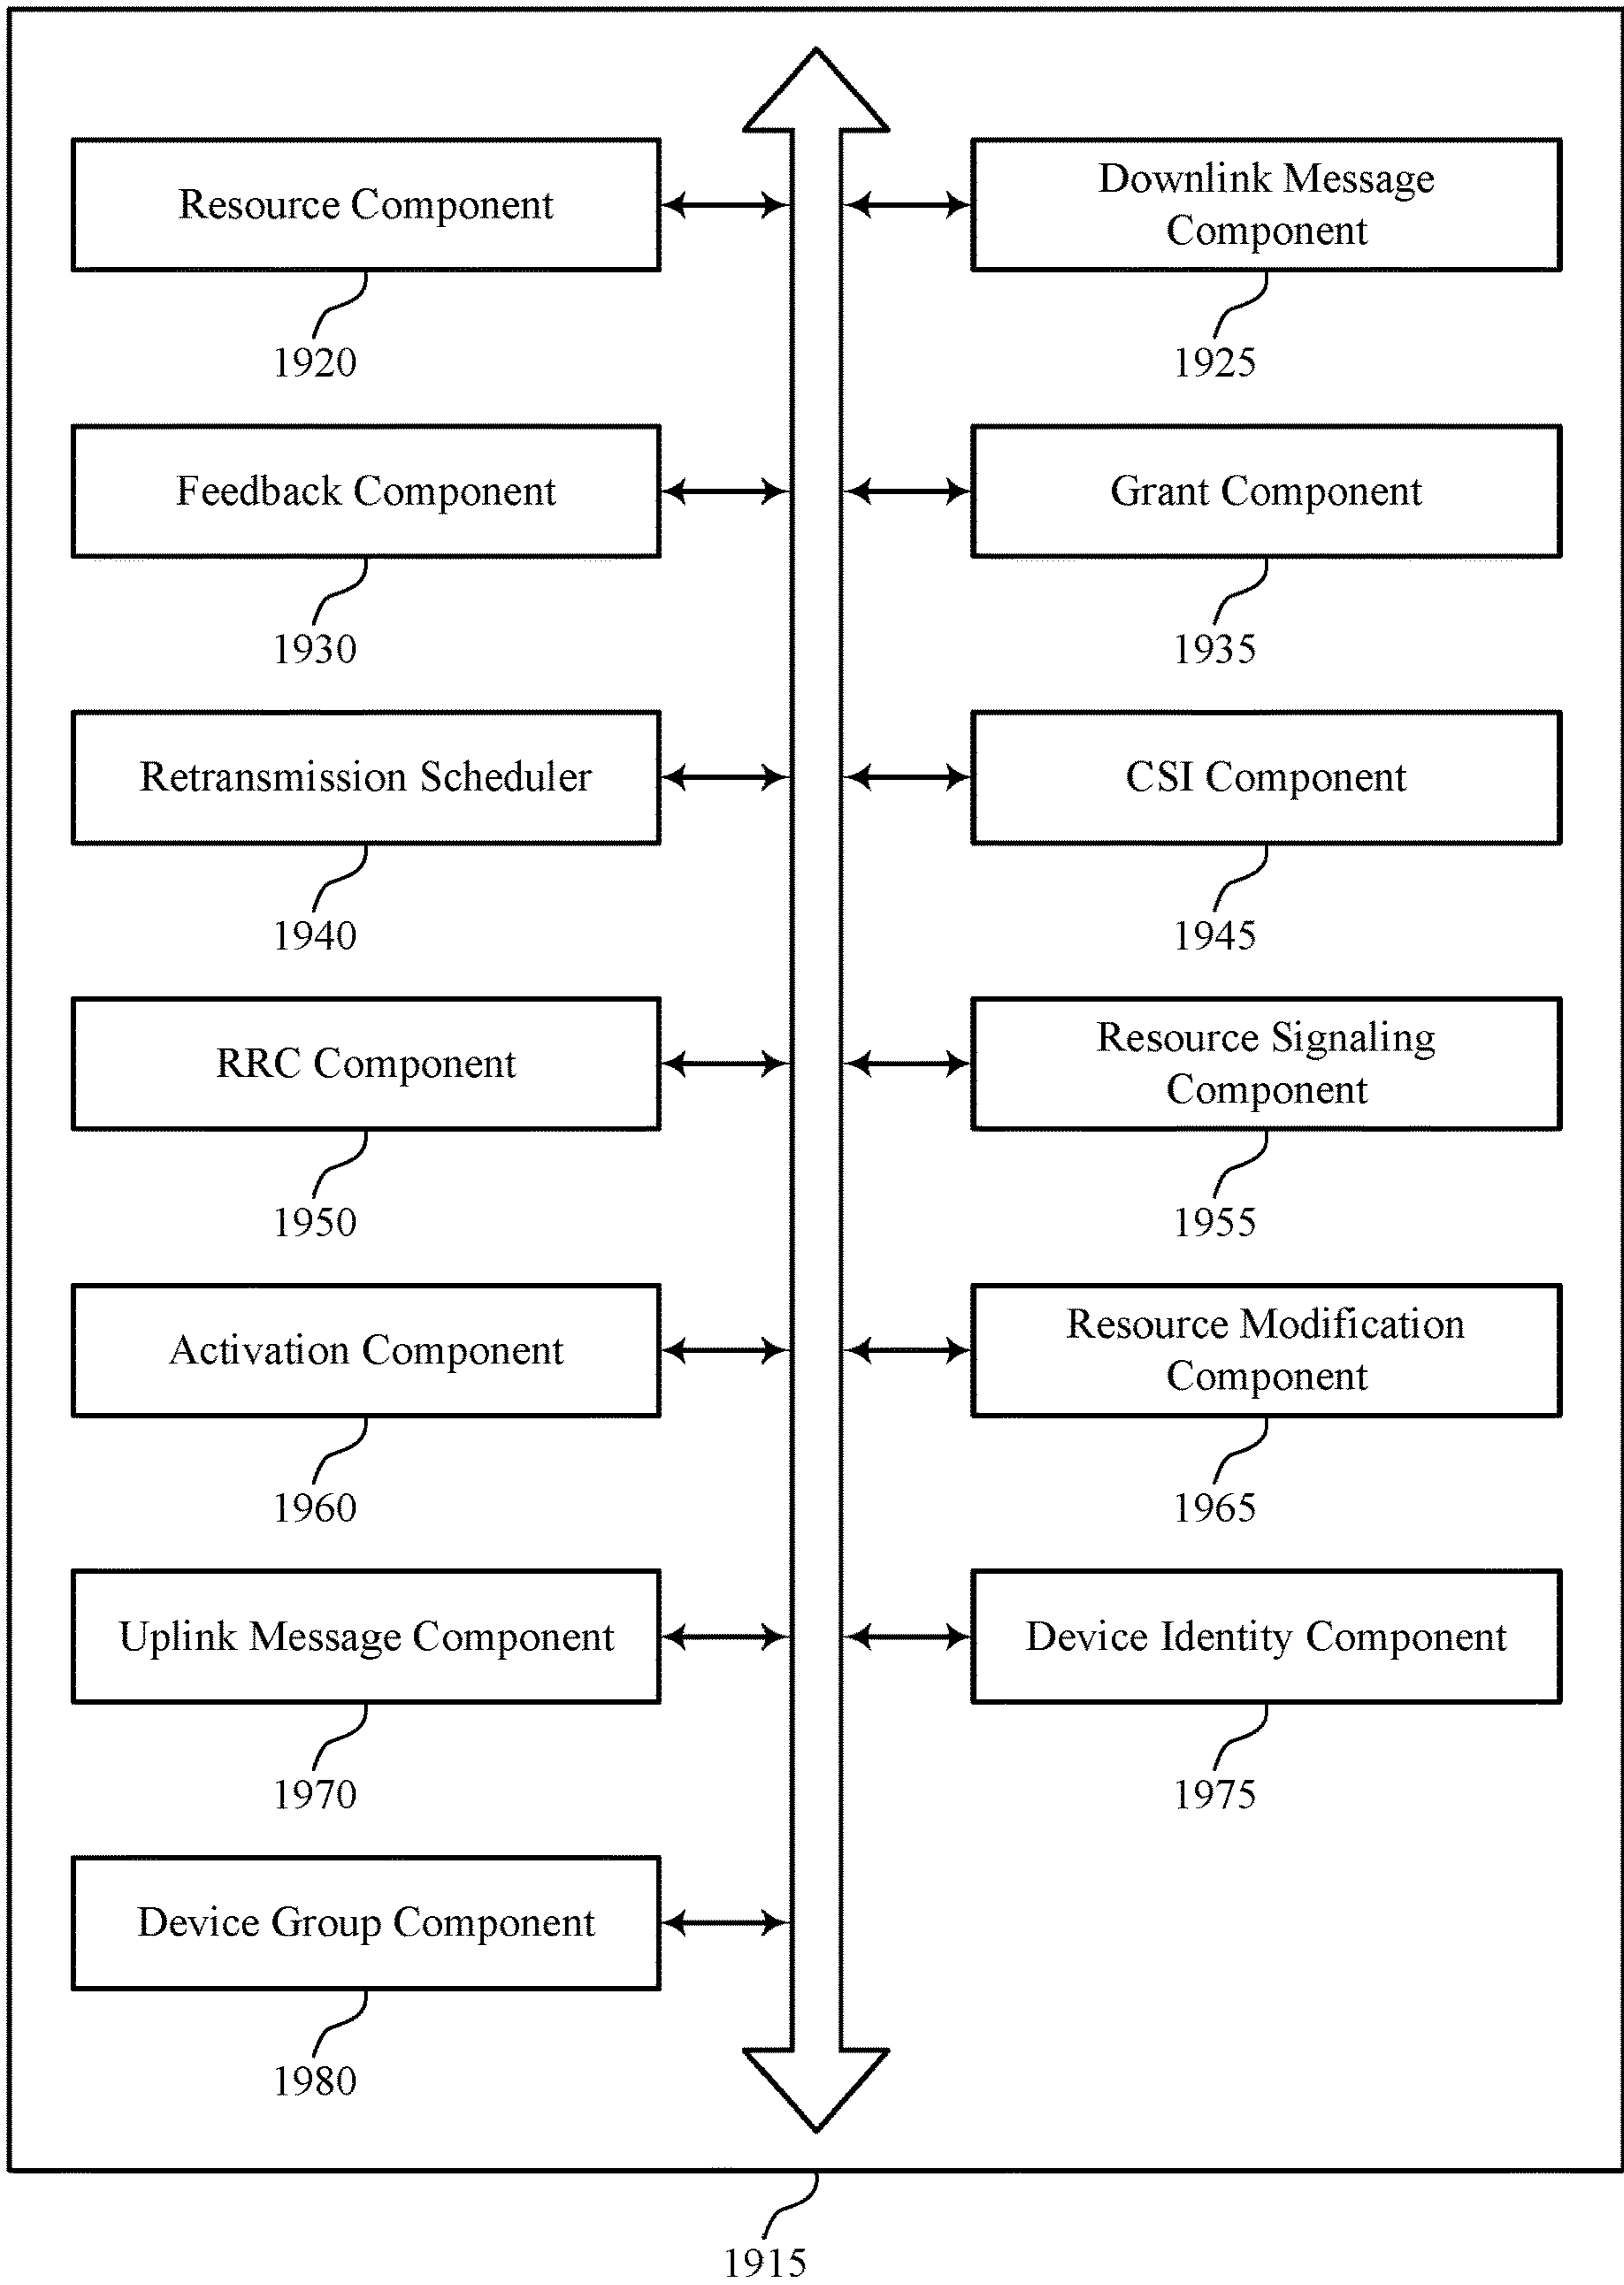 Resource Component
1920
Downlink Message
Component
1925
Feedback Component
1930
Grant Component
1935
Retransmission Scheduler
1940
CSI Component
1945
RRC Component
1950
Resource Signaling
Component
1955
Activation Component
1960
Resource Modification
Component
1965
Uplink Message Component
1970
Device Identity Component
1975
Device Group Component
1980
1915